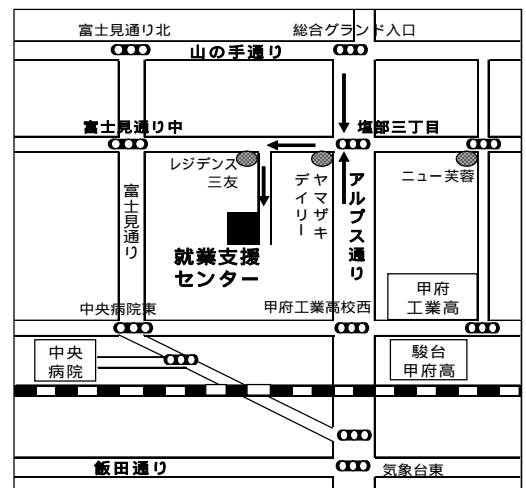 富士見通り北
総合グランド入口
山の手通り
富士見通り中
塩部三丁目
レジデンス
三友
ヤマザキ
デイリー
アルプス通り
ニュー芙蓉
富士見通り
就業支援
センター
甲府
工業高
中央病院東
甲府工業高校西
中央
病院
駿台
甲府高
飯田通り
気象台東